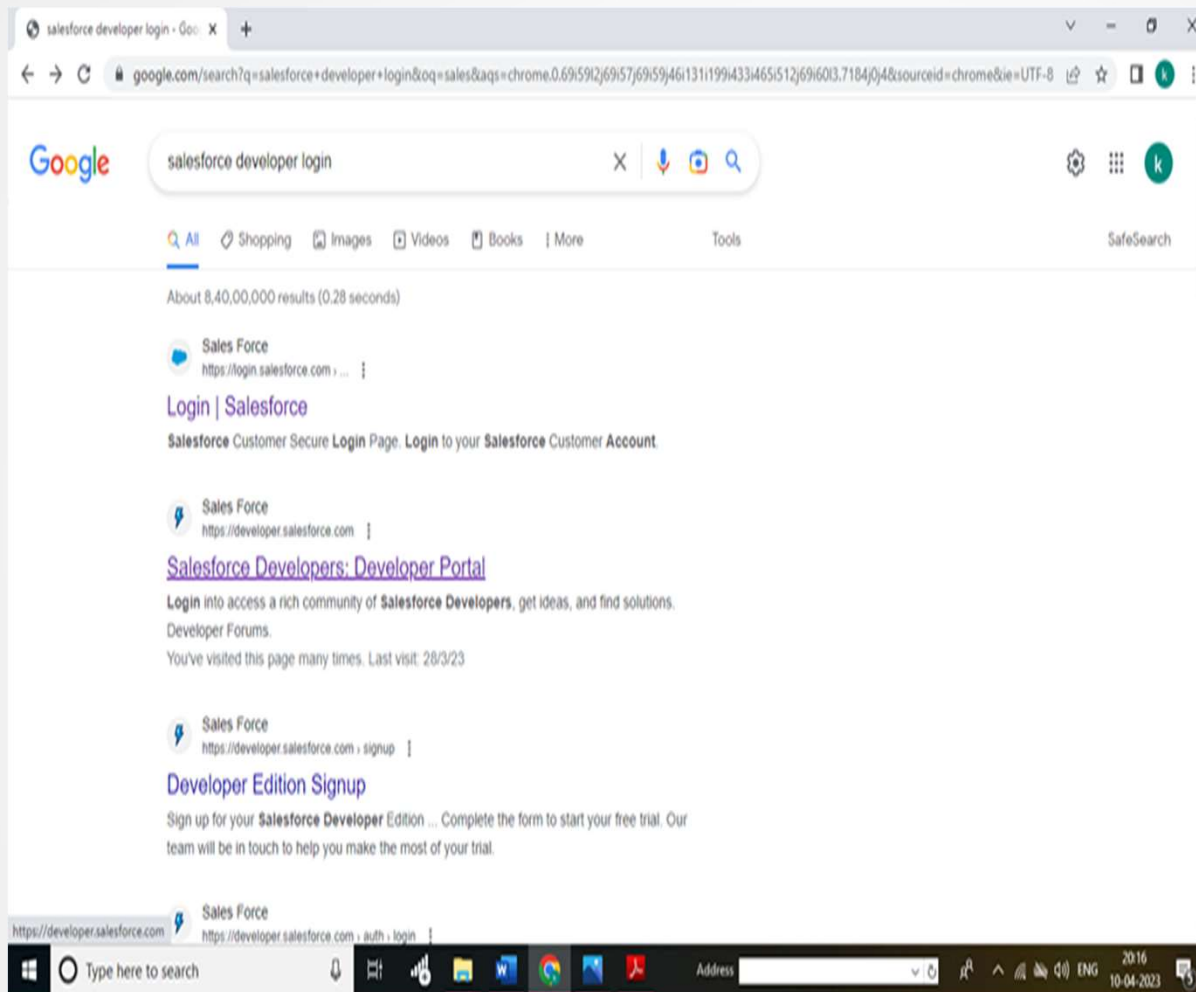 salesforce developer login - Goo
google.com/search?q=salesforce+developer+login&oq=sales&aqs=chrome.0.69i59l2j69i57j69i59j46i131i199i433i465i512j69i60l3.7184j0j4&sourceid=chrome&ie=UTF-8
k
Google
salesforce developer login
k
All Shopping Images Videos Books More Tools SafeSearch
About 8,40,00,000 results (0.28 seconds)
Sales Force
https://login.salesforce.com › ...
Login | Salesforce
Salesforce Customer Secure Login Page. Login to your Salesforce Customer Account.
Sales Force
https://developer.salesforce.com
Salesforce Developers: Developer Portal
Login into access a rich community of Salesforce Developers, get ideas, and find solutions.
Developer Forums.
You've visited this page many times. Last visit: 28/3/23
Sales Force
https://developer.salesforce.com › signup
Developer Edition Signup
Sign up for your Salesforce Developer Edition ... Complete the form to start your free trial. Our
team will be in touch to help you make the most of your trial.
Sales Force
https://developer.salesforce.com › auth › login
https://developer.salesforce.com
Type here to search
W
Address
ENG
20:16
10-04-2023